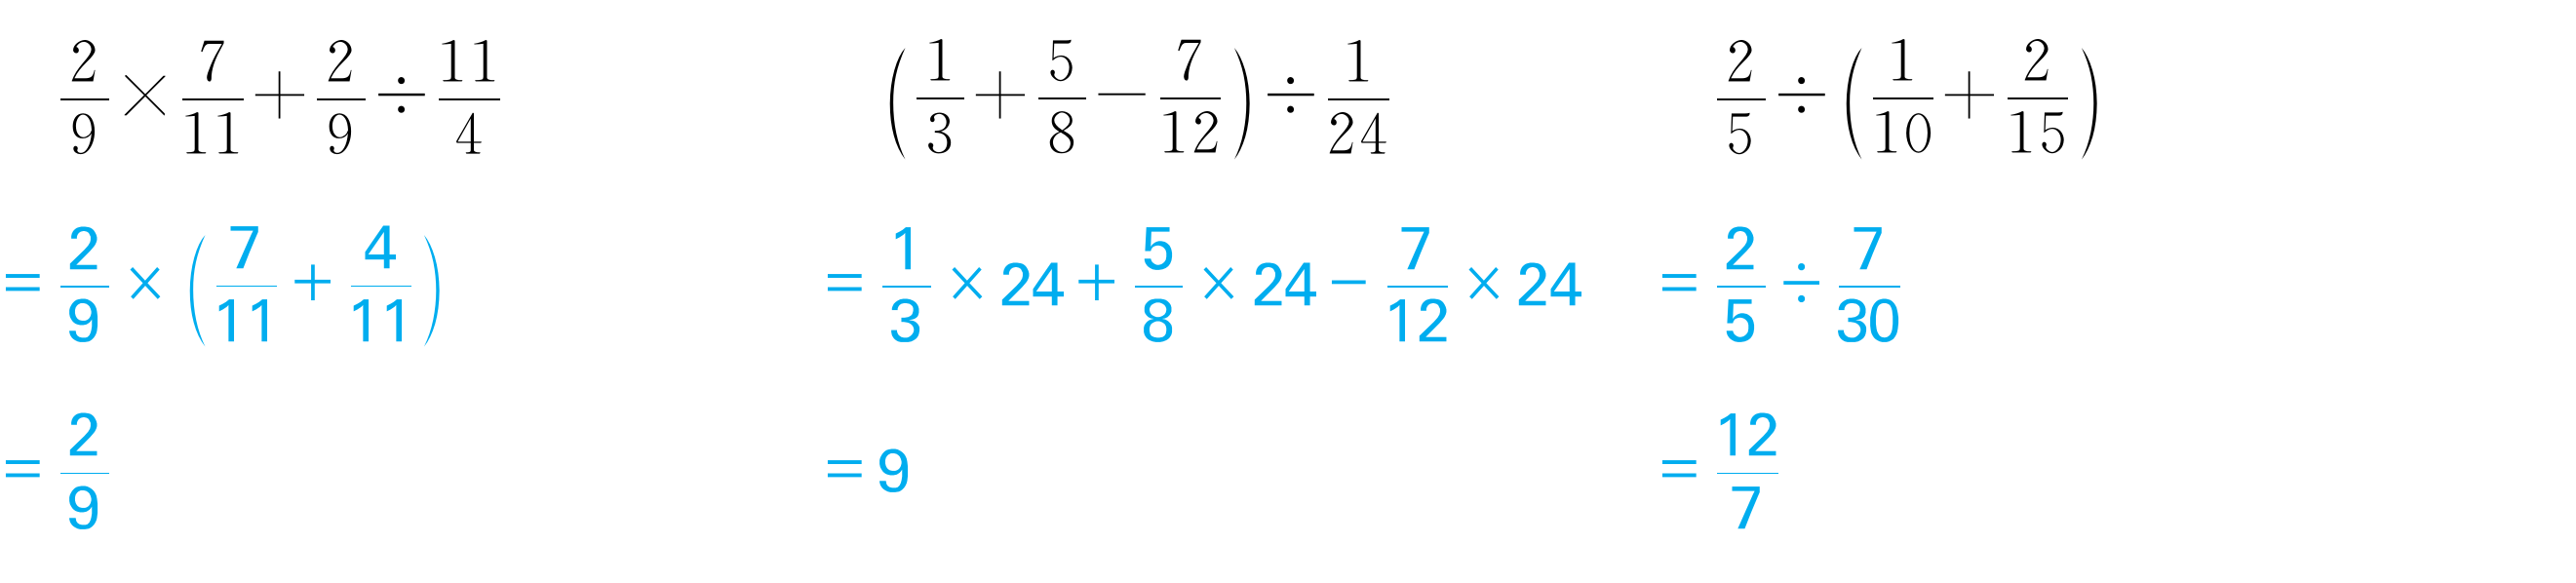 2/9 × 7/11 + 2/9 ÷ 11/4
(1/3 + 5/8 − 7/12) ÷ 1/24
2/5 ÷ (1/10 + 2/15)
= 2/9 × (7/11 + 4/11)
= 1/3 × 24 + 5/8 × 24 − 7/12 × 24
= 2/5 ÷ 7/30
= 2/9
= 9
= 12/7